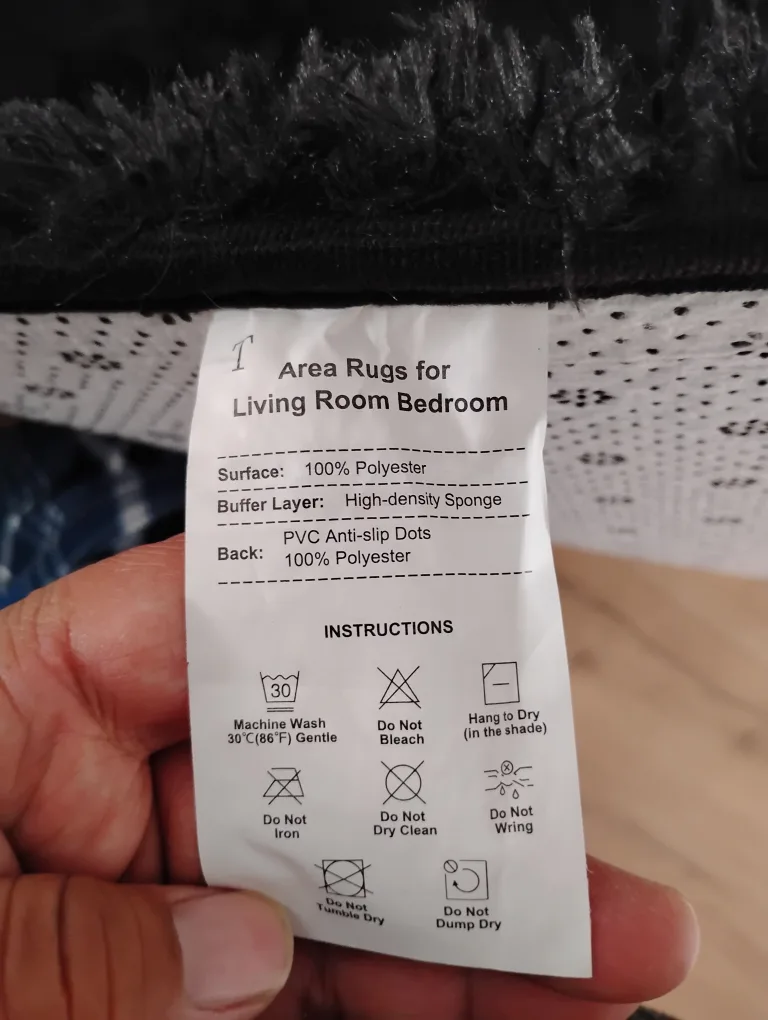 T
Area Rugs for
Living Room Bedroom
Surface: 100% Polyester
Buffer Layer: High-density Sponge
Back: PVC Anti-slip Dots
100% Polyester
INSTRUCTIONS
30
Machine Wash
30°C(86°F) Gentle
Do Not
Bleach
Hang to Dry
(in the shade)
Do Not
Iron
Do Not
Dry Clean
Do Not
Wring
Do Not
Tumble Dry
Do Not
Dump Dry